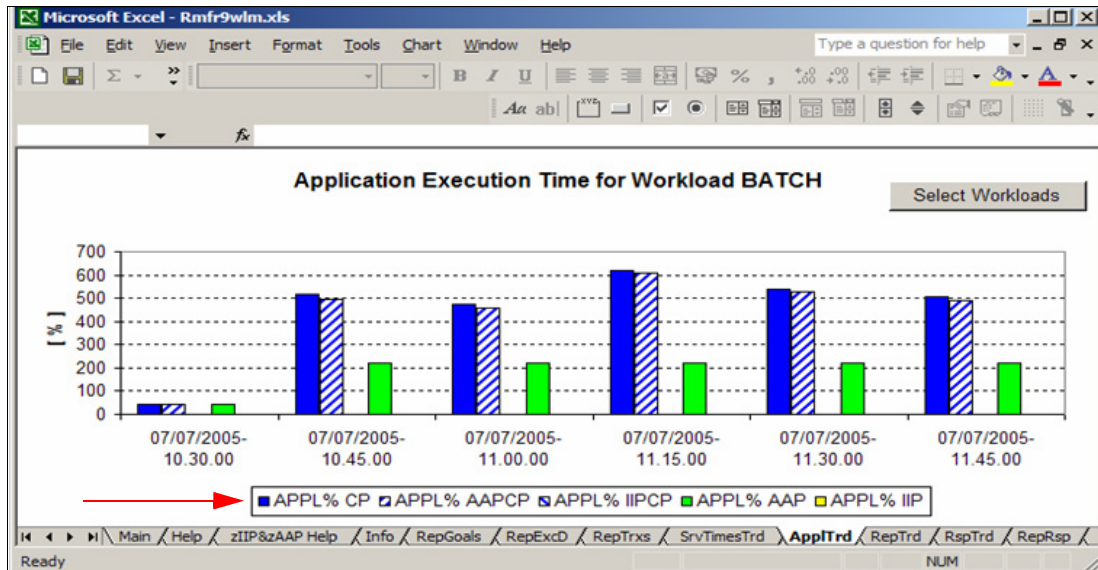 Microsoft Excel - Rmfr9wlm.xls
File Edit View Insert Format Tools Chart Window Help Type a question for help
Σ B I U % ,
Aa ab| XYZ
fx
Application Execution Time for Workload BATCH
Select Workloads
700
600
500
400
300
200
100
0
[ % ]
07/07/2005-10.30.00
07/07/2005-10.45.00
07/07/2005-11.00.00
07/07/2005-11.15.00
07/07/2005-11.30.00
07/07/2005-11.45.00
APPL% CP APPL% AAPCP APPL% IIPCP APPL% AAP APPL% IIP
Main / Help / zIIP&zAAP Help / Info / RepGoals / RepExcD / RepTrxs / SrvTimesTrd \ ApplTrd / RepTrd / RspTrd / RepRsp /
Ready NUM